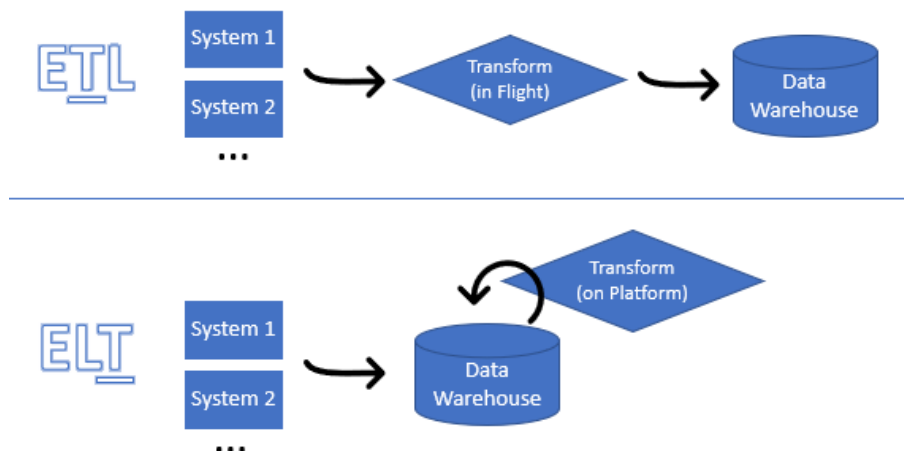 ETL
System 1
System 2
...
Transform
(in Flight)
Data
Warehouse
ELT
System 1
System 2
...
Transform
(on Platform)
Data
Warehouse